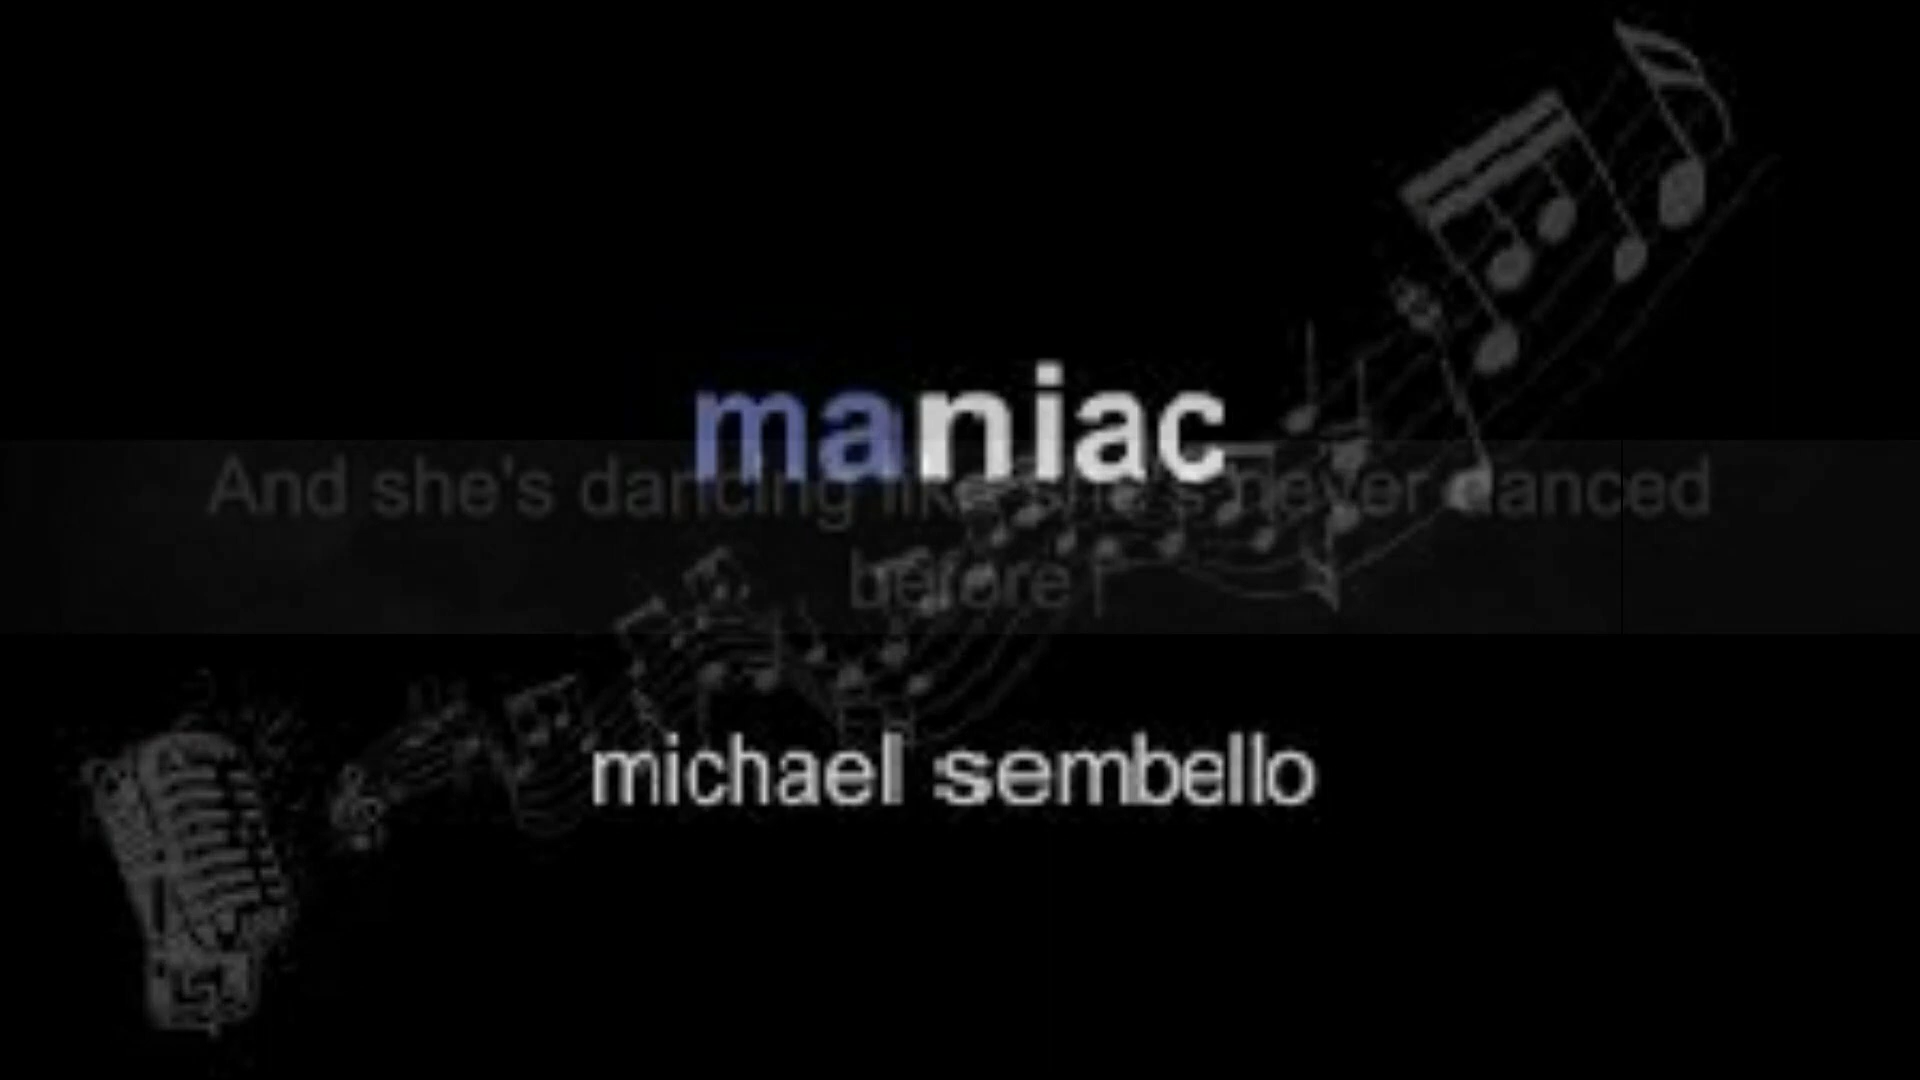 maniac
And she's dancing like she's never danced
before
michael sembello